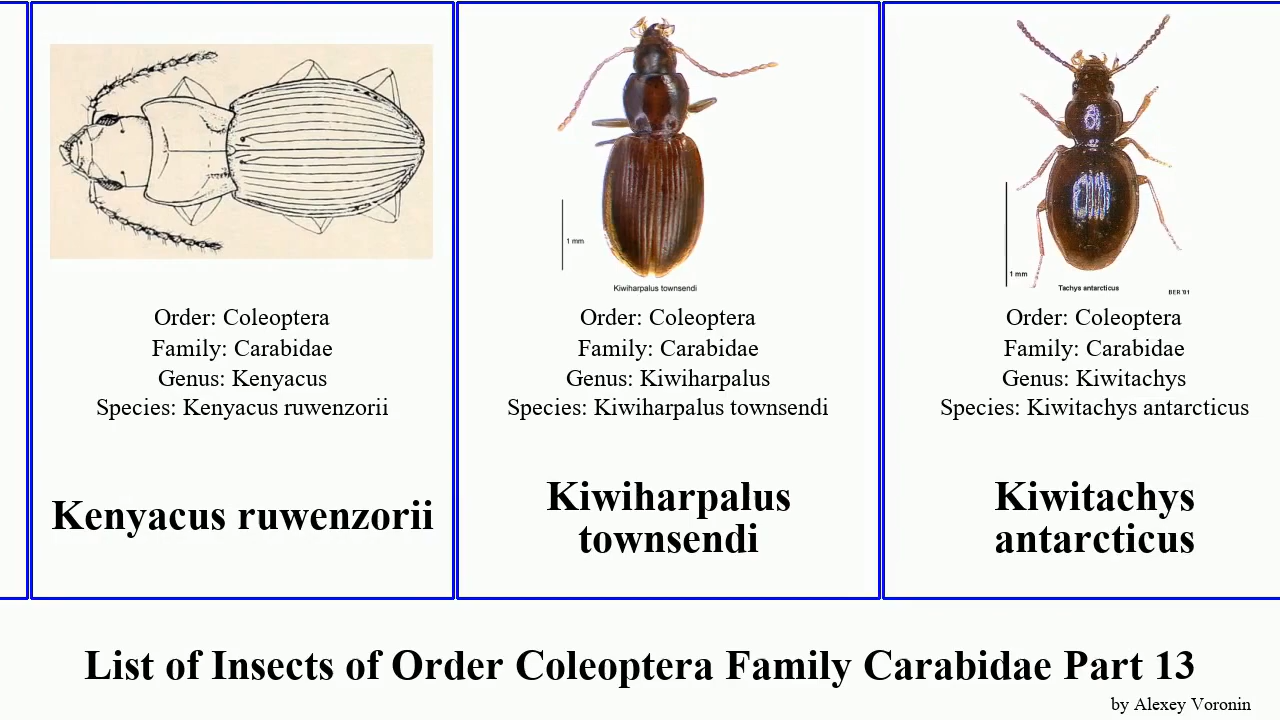 Order: Coleoptera
Family: Carabidae
Genus: Kenyacus
Species: Kenyacus ruwenzorii
Kenyacus ruwenzorii
1 mm
Kiwiharpalus townsendi
Order: Coleoptera
Family: Carabidae
Genus: Kiwiharpalus
Species: Kiwiharpalus townsendi
Kiwiharpalus
townsendi
1 mm
Tachys antarcticus
BER '01
Order: Coleoptera
Family: Carabidae
Genus: Kiwitachys
Species: Kiwitachys antarcticus
Kiwitachys
antarcticus
List of Insects of Order Coleoptera Family Carabidae Part 13
by Alexey Voronin